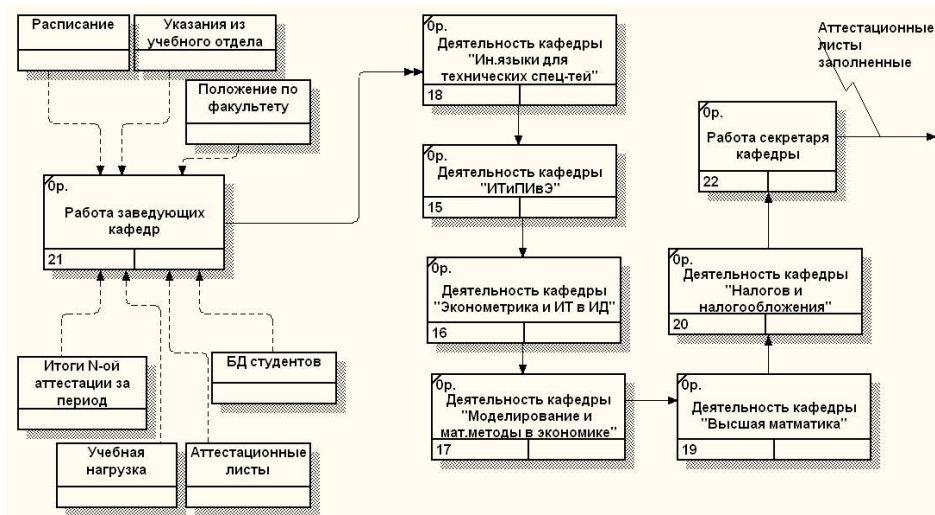 Расписание
Указания из
учебного отдела
Положение по
факультету
0р.
Работа заведующих
кафедр
21
Итоги N-ой
аттестации за
период
БД студентов
Учебная
нагрузка
Аттестационные
листы
0р.
Деятельность кафедры
"Ин.языки для
технических спец-тей"
18
0р.
Деятельность кафедры
"ИТиПИвЭ"
15
0р.
Деятельность кафедры
"Эконометрика и ИТ в ИД"
16
0р.
Деятельность кафедры
"Моделирование и
мат.методы в экономике"
17
0р.
Деятельность кафедры
"Высшая матматика"
19
0р.
Деятельность кафедры
"Налогов и
налогообложения"
20
0р.
Работа секретаря
кафедры
22
Аттестационные
листы
заполненные